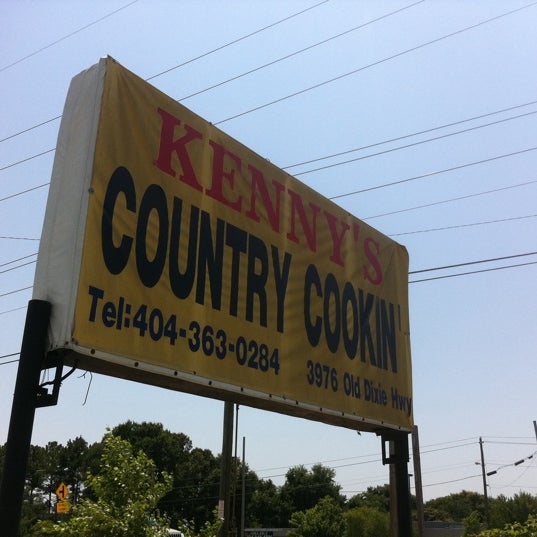 KENNY'S
COUNTRY COOKIN'
Tel:404-363-0284
3976 Old Dixie Hwy